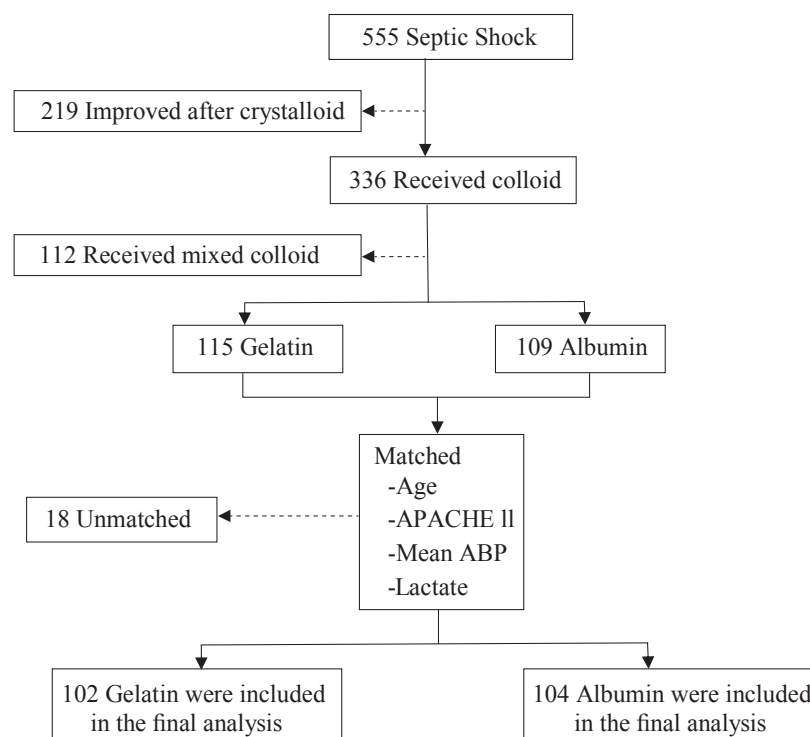 555 Septic Shock
219 Improved after crystalloid
336 Received colloid
112 Received mixed colloid
115 Gelatin
109 Albumin
Matched
-Age
-APACHE ll
-Mean ABP
-Lactate
18 Unmatched
102 Gelatin were included
in the final analysis
104 Albumin were included
in the final analysis